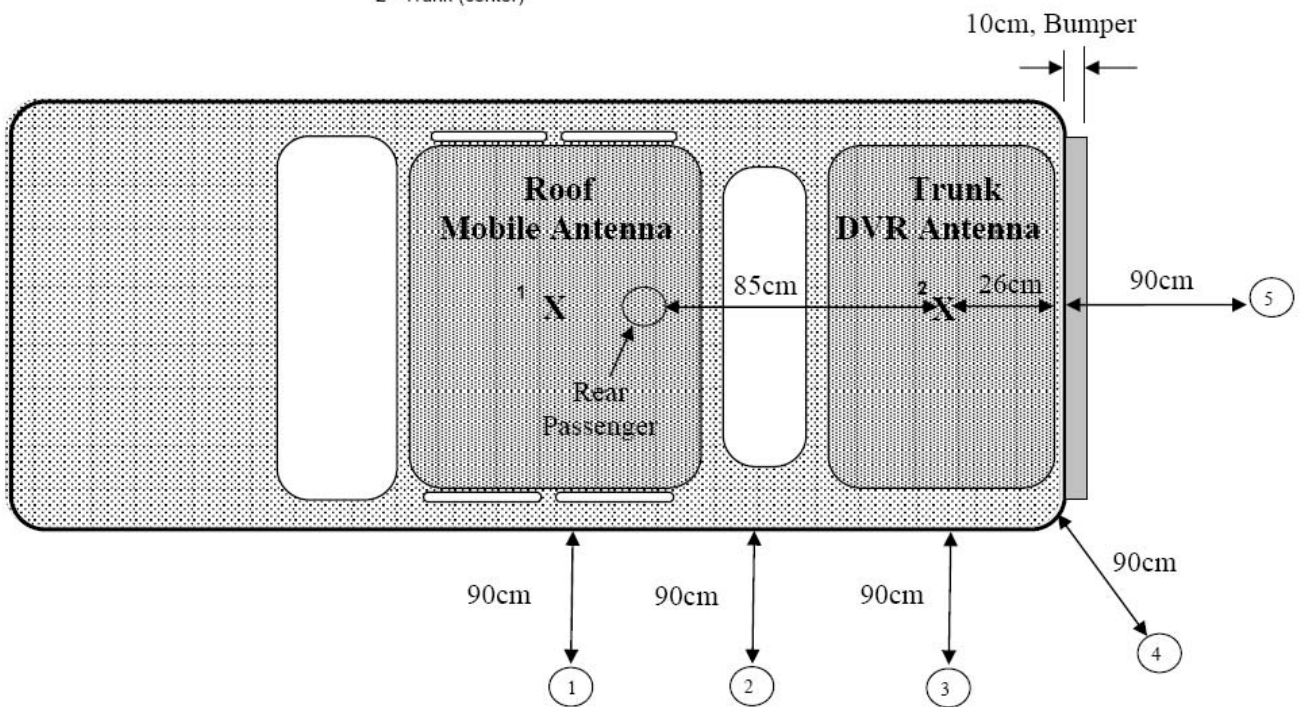 10cm, Bumper
Roof
Mobile Antenna
Trunk
DVR Antenna
85cm
26cm
90cm
5
1
X
2
X
Rear
Passenger
90cm
90cm
90cm
90cm
1
2
3
4